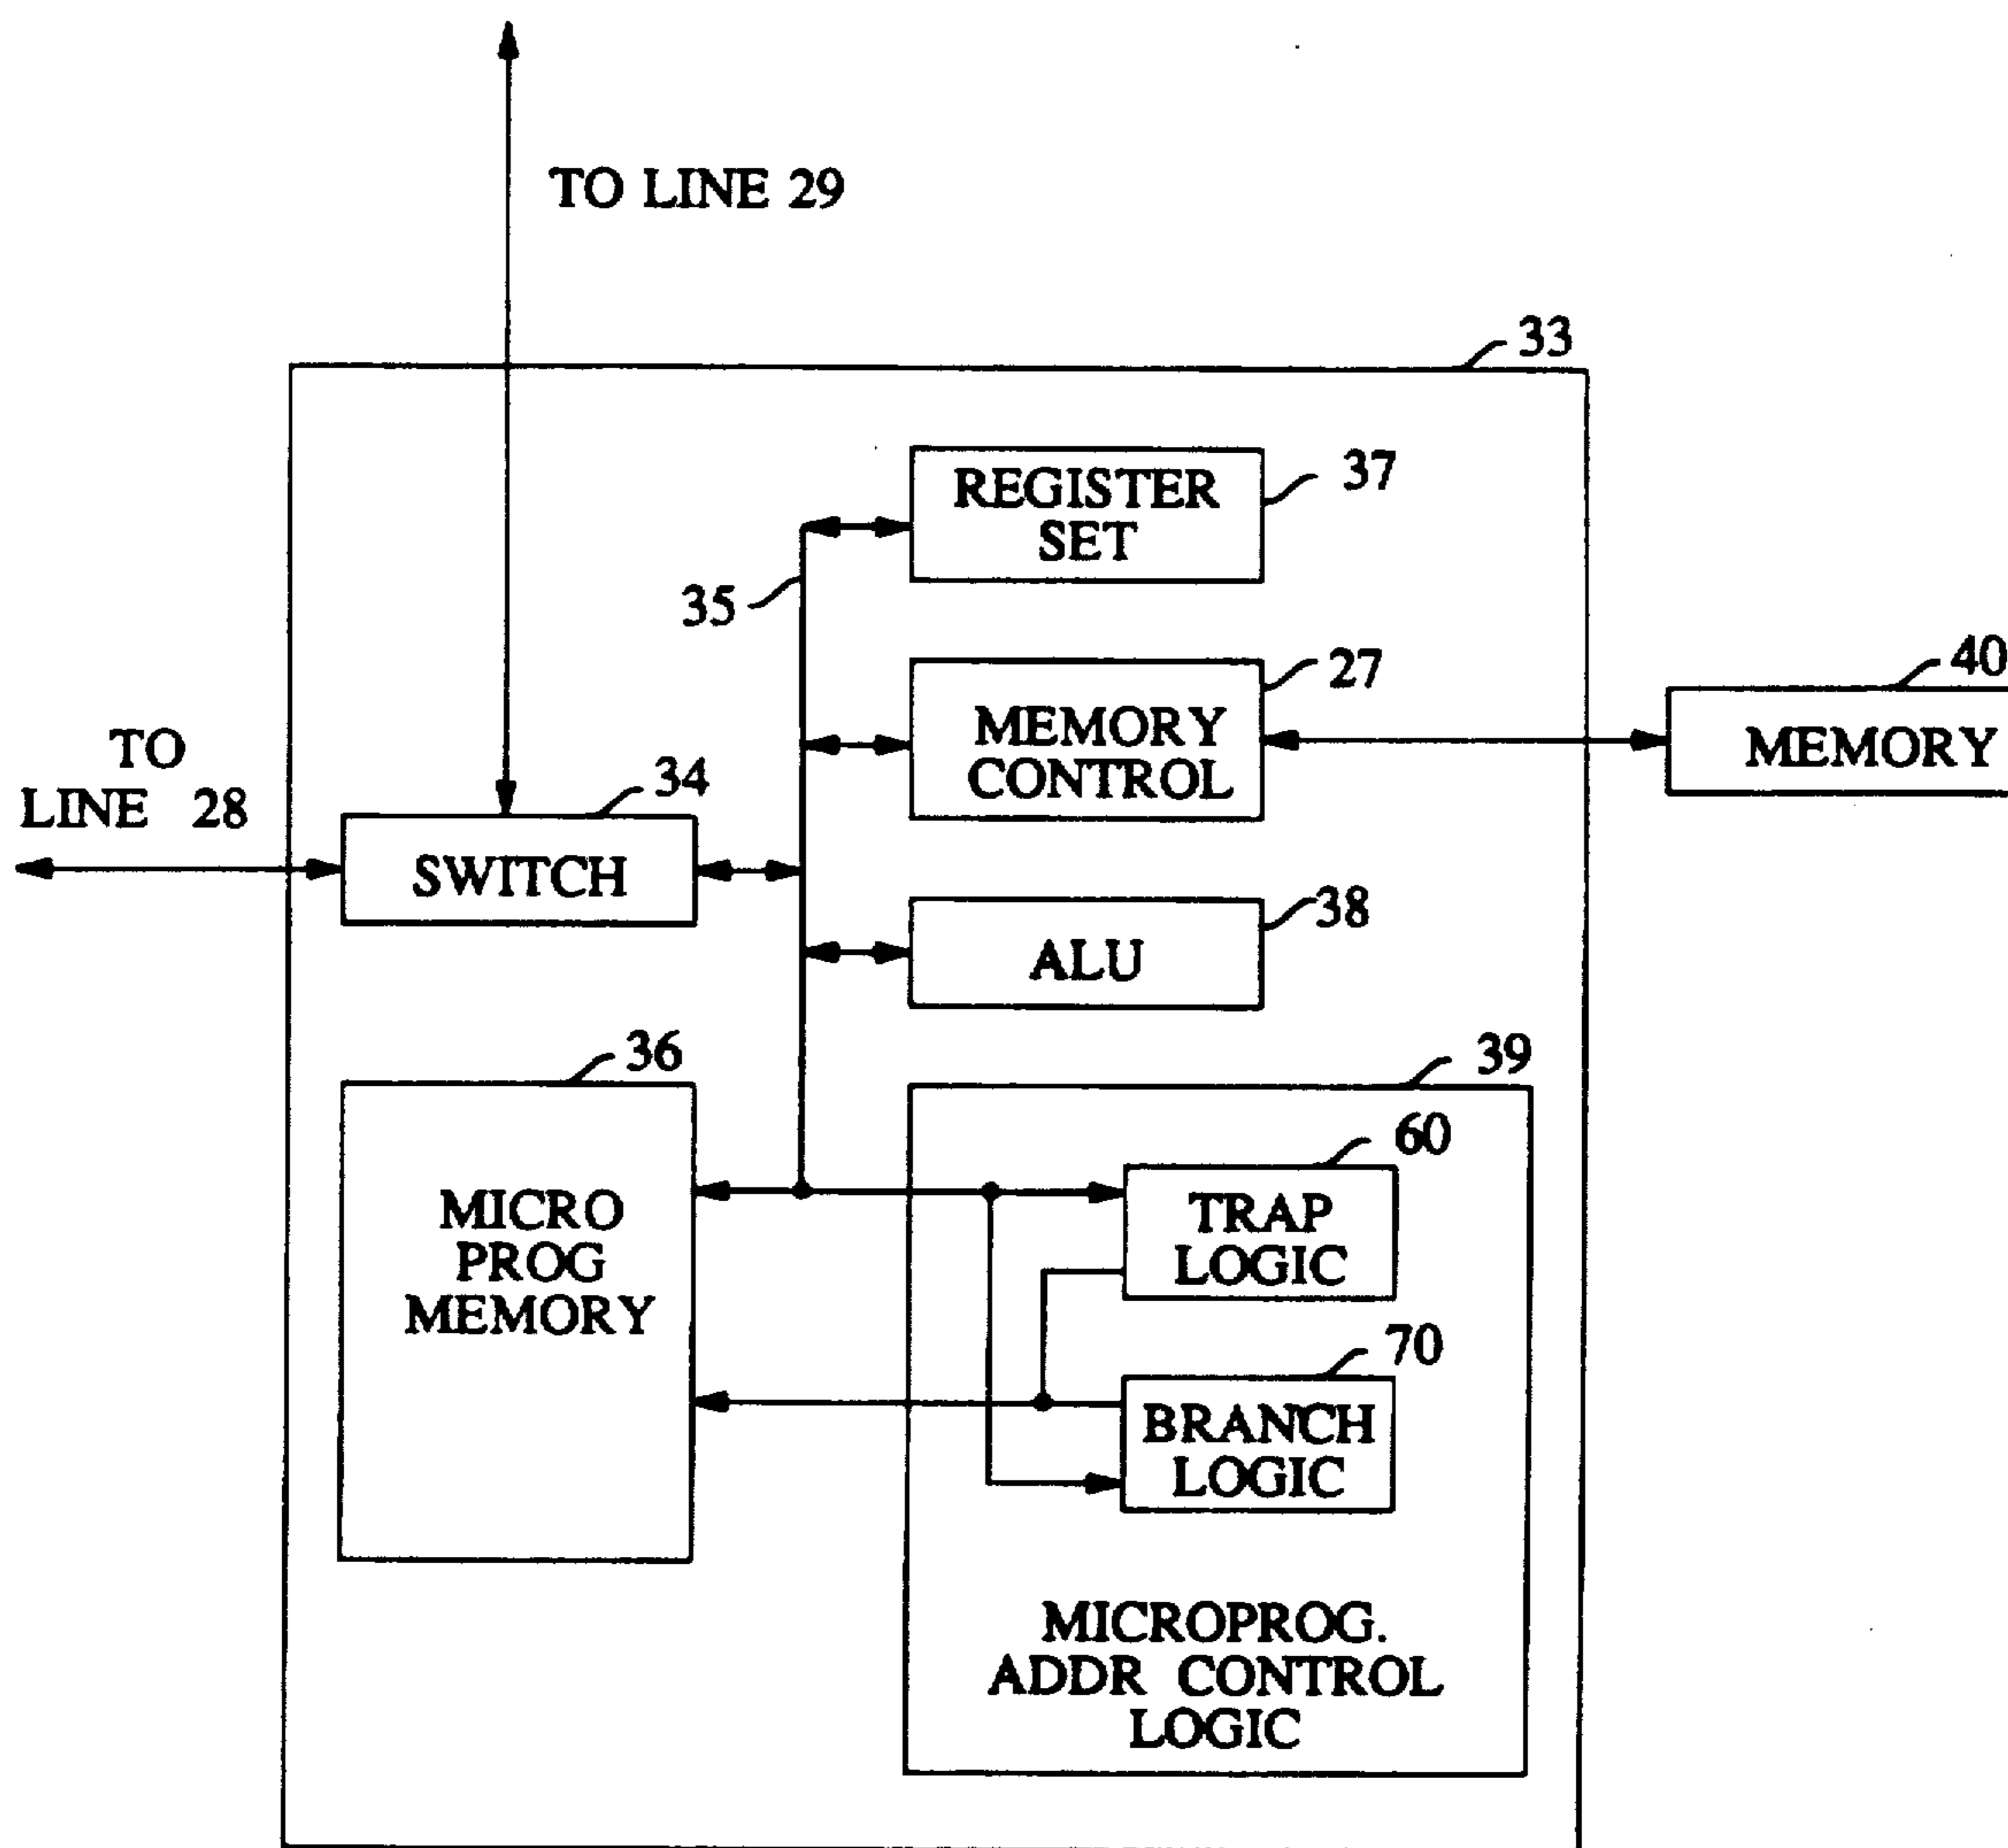 TO LINE 29
33
REGISTER
SET
37
35
MEMORY
CONTROL
27
40
MEMORY
TO
LINE 28
34
SWITCH
38
ALU
36
MICRO
PROG
MEMORY
39
60
TRAP
LOGIC
70
BRANCH
LOGIC
MICROPROG.
ADDR CONTROL
LOGIC